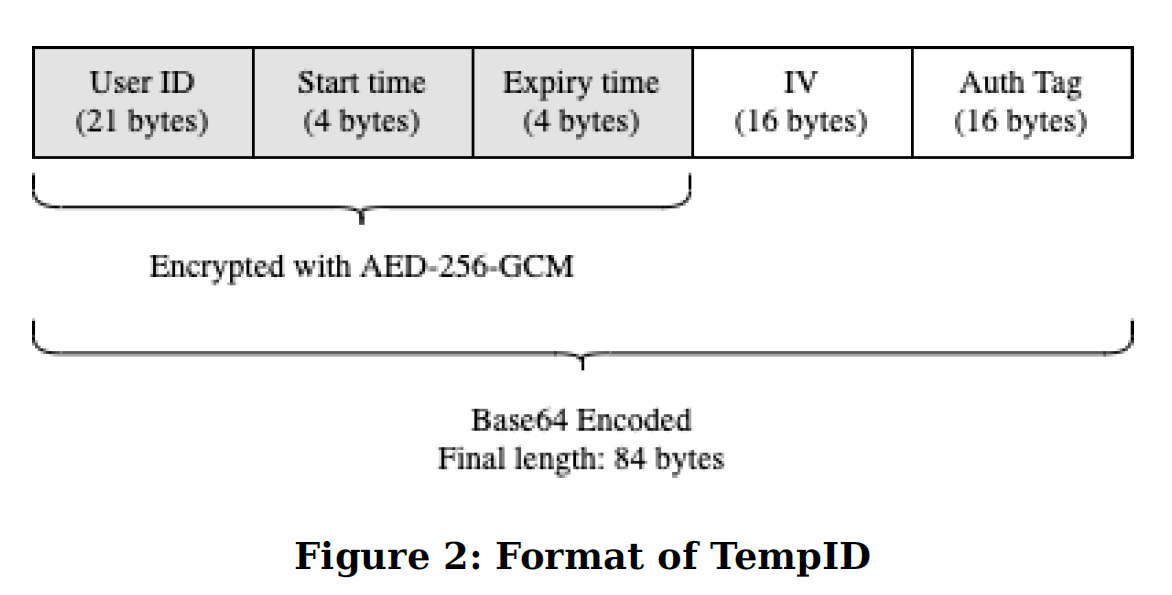 User ID
(21 bytes)
Start time
(4 bytes)
Expiry time
(4 bytes)
IV
(16 bytes)
Auth Tag
(16 bytes)
Encrypted with AED-256-GCM
Base64 Encoded
Final length: 84 bytes
Figure 2: Format of TempID